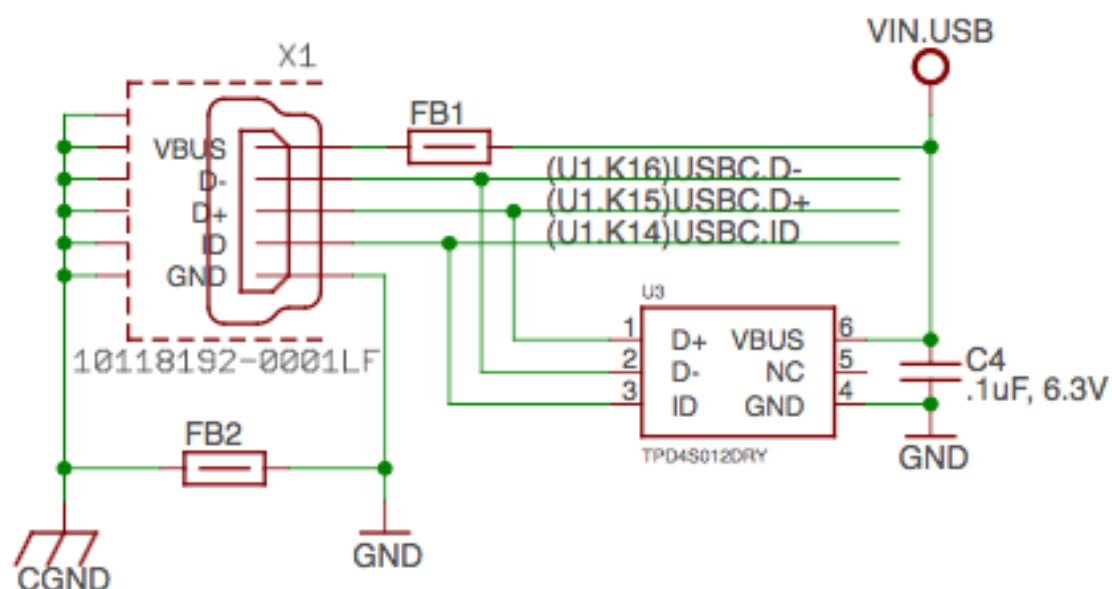 VIN.USB
X1
FB1
VBUS
(U1.K16)USBC.D-
D-
(U1.K15)USBC.D+
D+
(U1.K14)USBC.ID
ID
GND
U3
1 D+ VBUS 6
2 D- NC 5
3 ID GND 4
C4
.1uF, 6.3V
10118192-0001LF
FB2
TPD4S012DRY
GND
GND
CGND